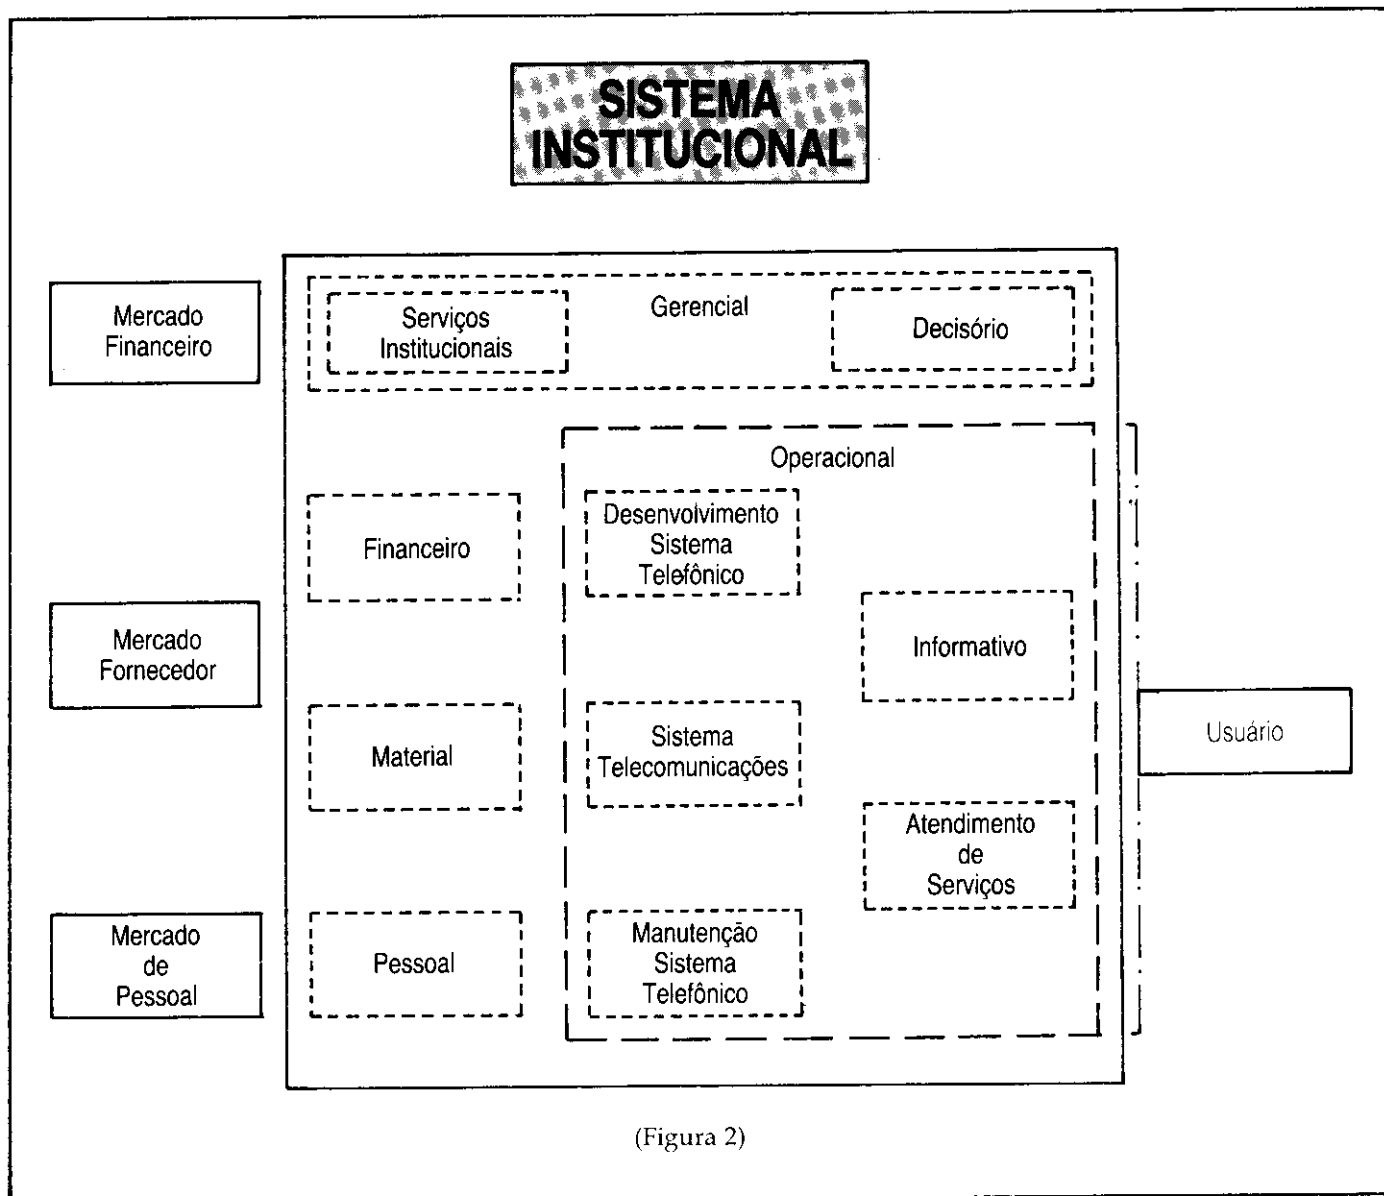 SISTEMA
INSTITUCIONAL
Mercado
Financeiro
Serviços
Institucionais
Gerencial
Decisório
Operacional
Financeiro
Desenvolvimento
Sistema
Telefônico
Mercado
Fornecedor
Informativo
Material
Sistema
Telecomunicações
Usuário
Atendimento
de
Serviços
Mercado
de
Pessoal
Pessoal
Manutenção
Sistema
Telefônico
(Figura 2)